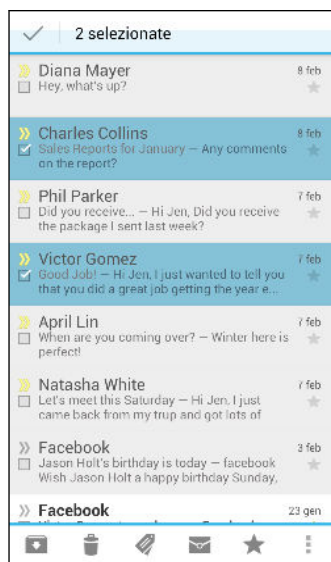 2 selezionate
Diana Mayer 8 feb
Hey, what's up?
Charles Collins 8 feb
Sales Reports for January – Any comments
on the report?
Phil Parker 7 feb
Did you receive... – Hi Jen, Did you receive
the package I sent last week?
Victor Gomez 7 feb
Good Job! – Hi Jen, I just wanted to tell you
that you did a great job getting the year e...
April Lin 7 feb
When are you coming over? – Winter here is
perfect!
Natasha White 7 feb
Let's meet this Saturday – Hi Jen, I just
came back from my trup and got lots of
Facebook 3 feb
Jason Holt's birthday is today – facebook
Wish Jason Holt a happy birthday Sunday,
Facebook 23 gen